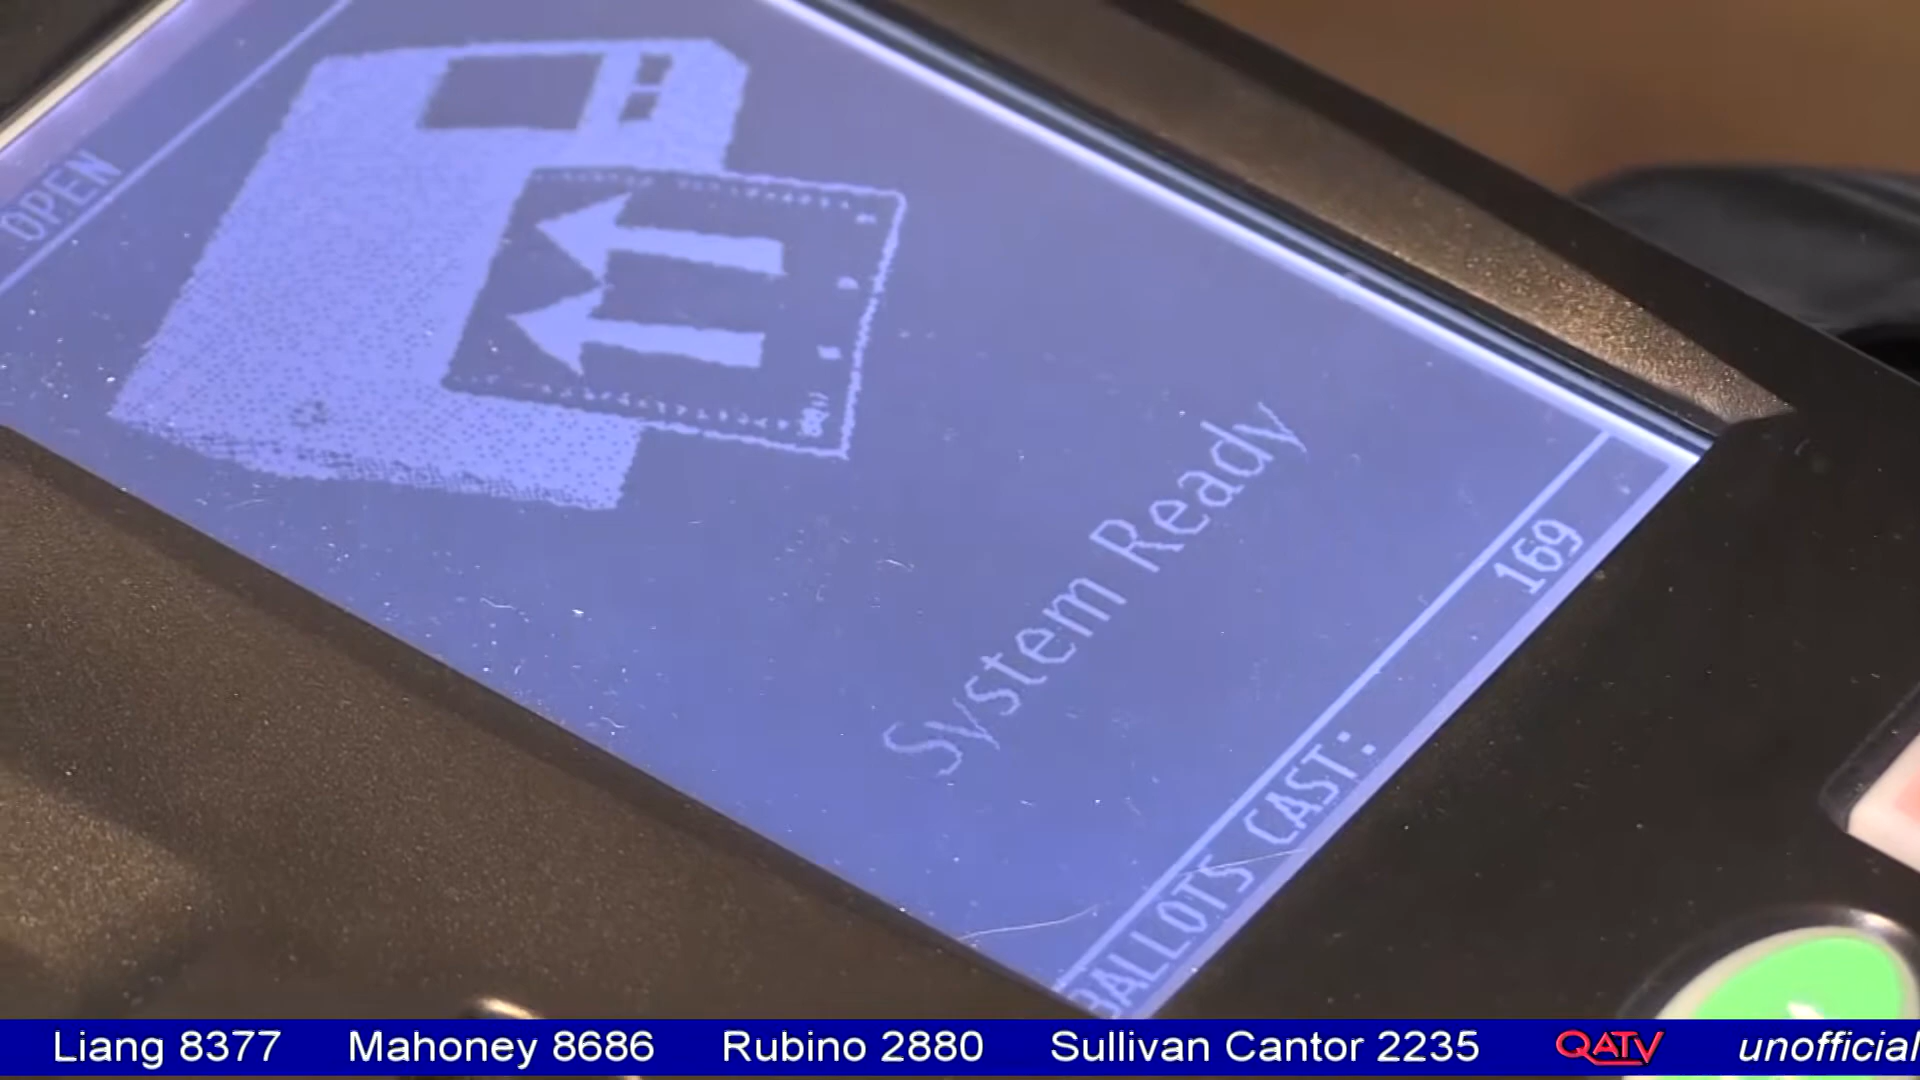 OPEN
System Ready
BALLOTS CAST: 169
Liang 8377 Mahoney 8686 Rubino 2880 Sullivan Cantor 2235 QATV unofficial